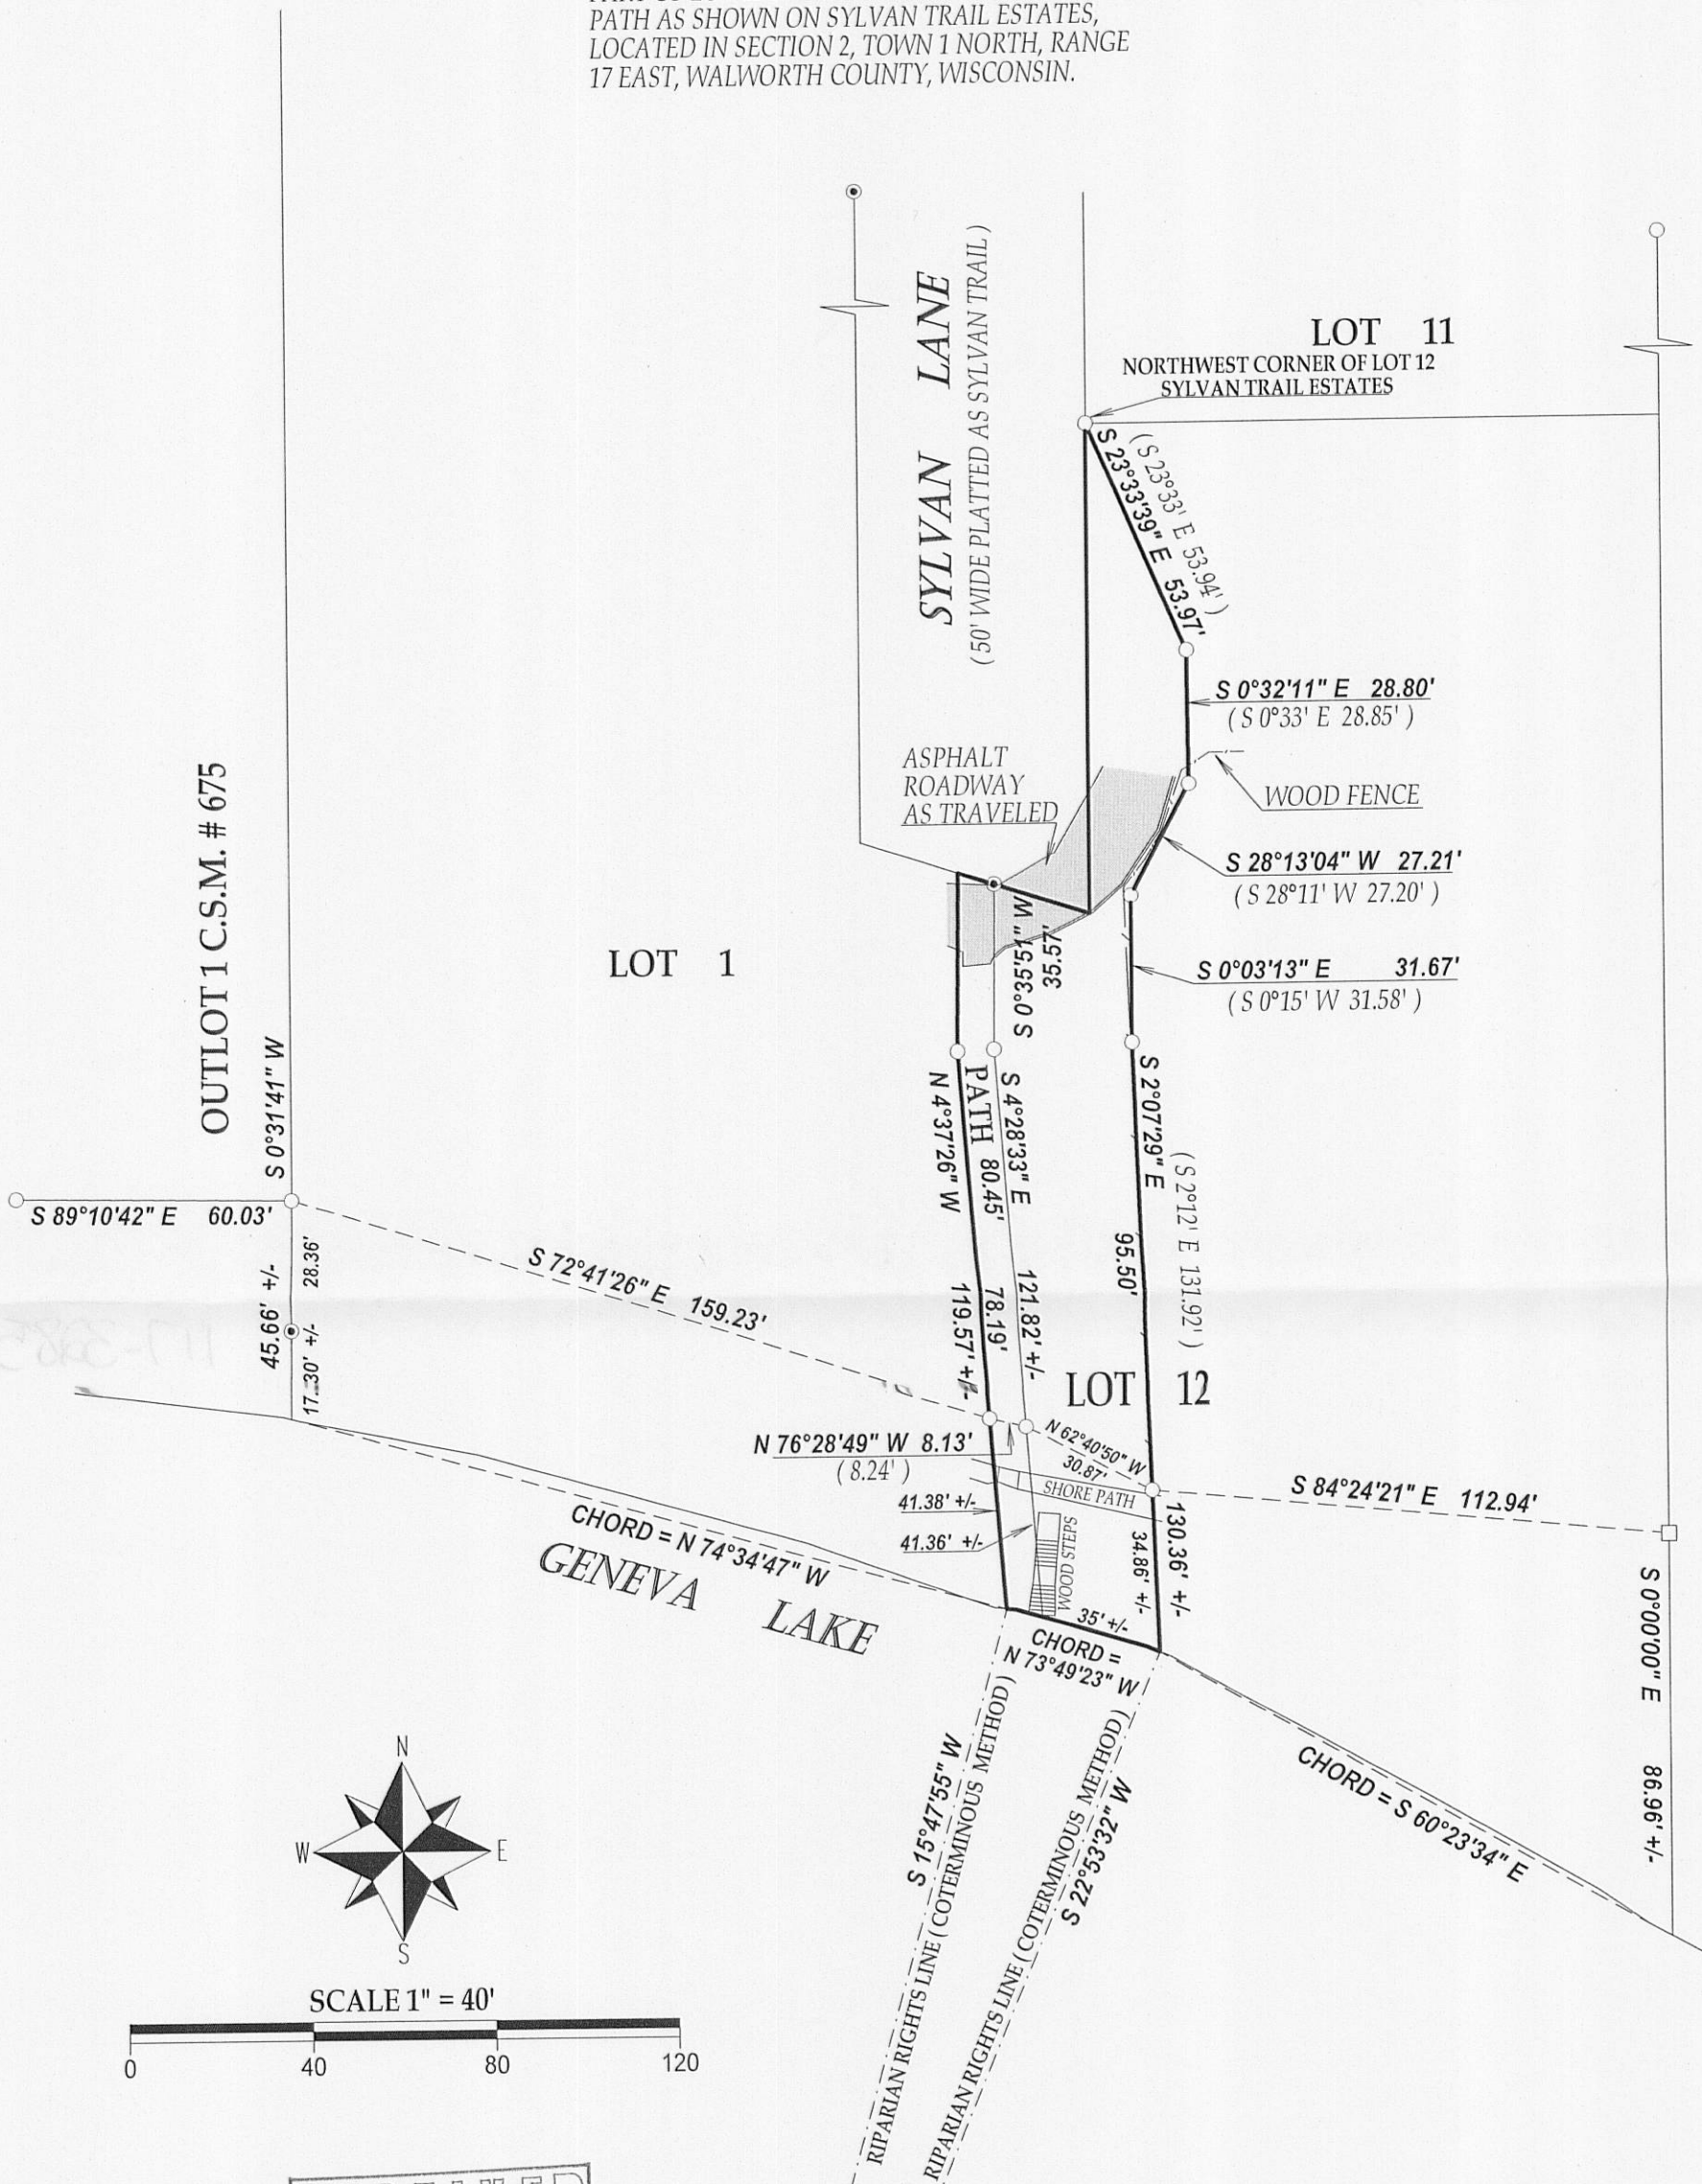 PATH AS SHOWN ON SYLVAN TRAIL ESTATES,
LOCATED IN SECTION 2, TOWN 1 NORTH, RANGE
17 EAST, WALWORTH COUNTY, WISCONSIN.
SYLVAN LANE
( 50' WIDE PLATTED AS SYLVAN TRAIL )
LOT 11
NORTHWEST CORNER OF LOT 12
SYLVAN TRAIL ESTATES
( S 23°33' E 53.94' )
S 23°33'39" E 53.97'
S 0°32'11" E 28.80'
( S 0°33' E 28.85' )
ASPHALT
ROADWAY
AS TRAVELED
WOOD FENCE
S 28°13'04" W 27.21'
( S 28°11' W 27.20' )
OUTLOT 1 C.S.M. # 675
LOT 1
S 0°35'51" W
35.57'
S 0°03'13" E 31.67'
( S 0°15' W 31.58' )
S 0°31'41" W
N 4°37'26" W
119.57' +/-
PATH
80.45'
78.19'
S 4°28'33" E
121.82' +/-
S 2°07'29" E
95.50'
( S 2°12' E 131.92' )
S 89°10'42" E 60.03'
45.66' +/-
28.36'
17.30' +/-
S 72°41'26" E 159.23'
LOT 12
N 76°28'49" W 8.13'
( 8.24' )
N 62°40'50" W
30.87'
SHORE PATH
S 84°24'21" E 112.94'
41.38' +/-
41.36' +/-
WOOD STEPS
34.86' +/-
130.36' +/-
CHORD = N 74°34'47" W
GENEVA LAKE
35' +/-
CHORD =
N 73°49'23" W
S 0°00'00" E 86.96' +/-
CHORD = S 60°23'34" E
S 15°47'55" W
RIPARIAN RIGHTS LINE ( COTERMINOUS METHOD )
S 22°53'32" W
RIPARIAN RIGHTS LINE ( COTERMINOUS METHOD )
N
W
E
S
SCALE 1" = 40'
0 40 80 120